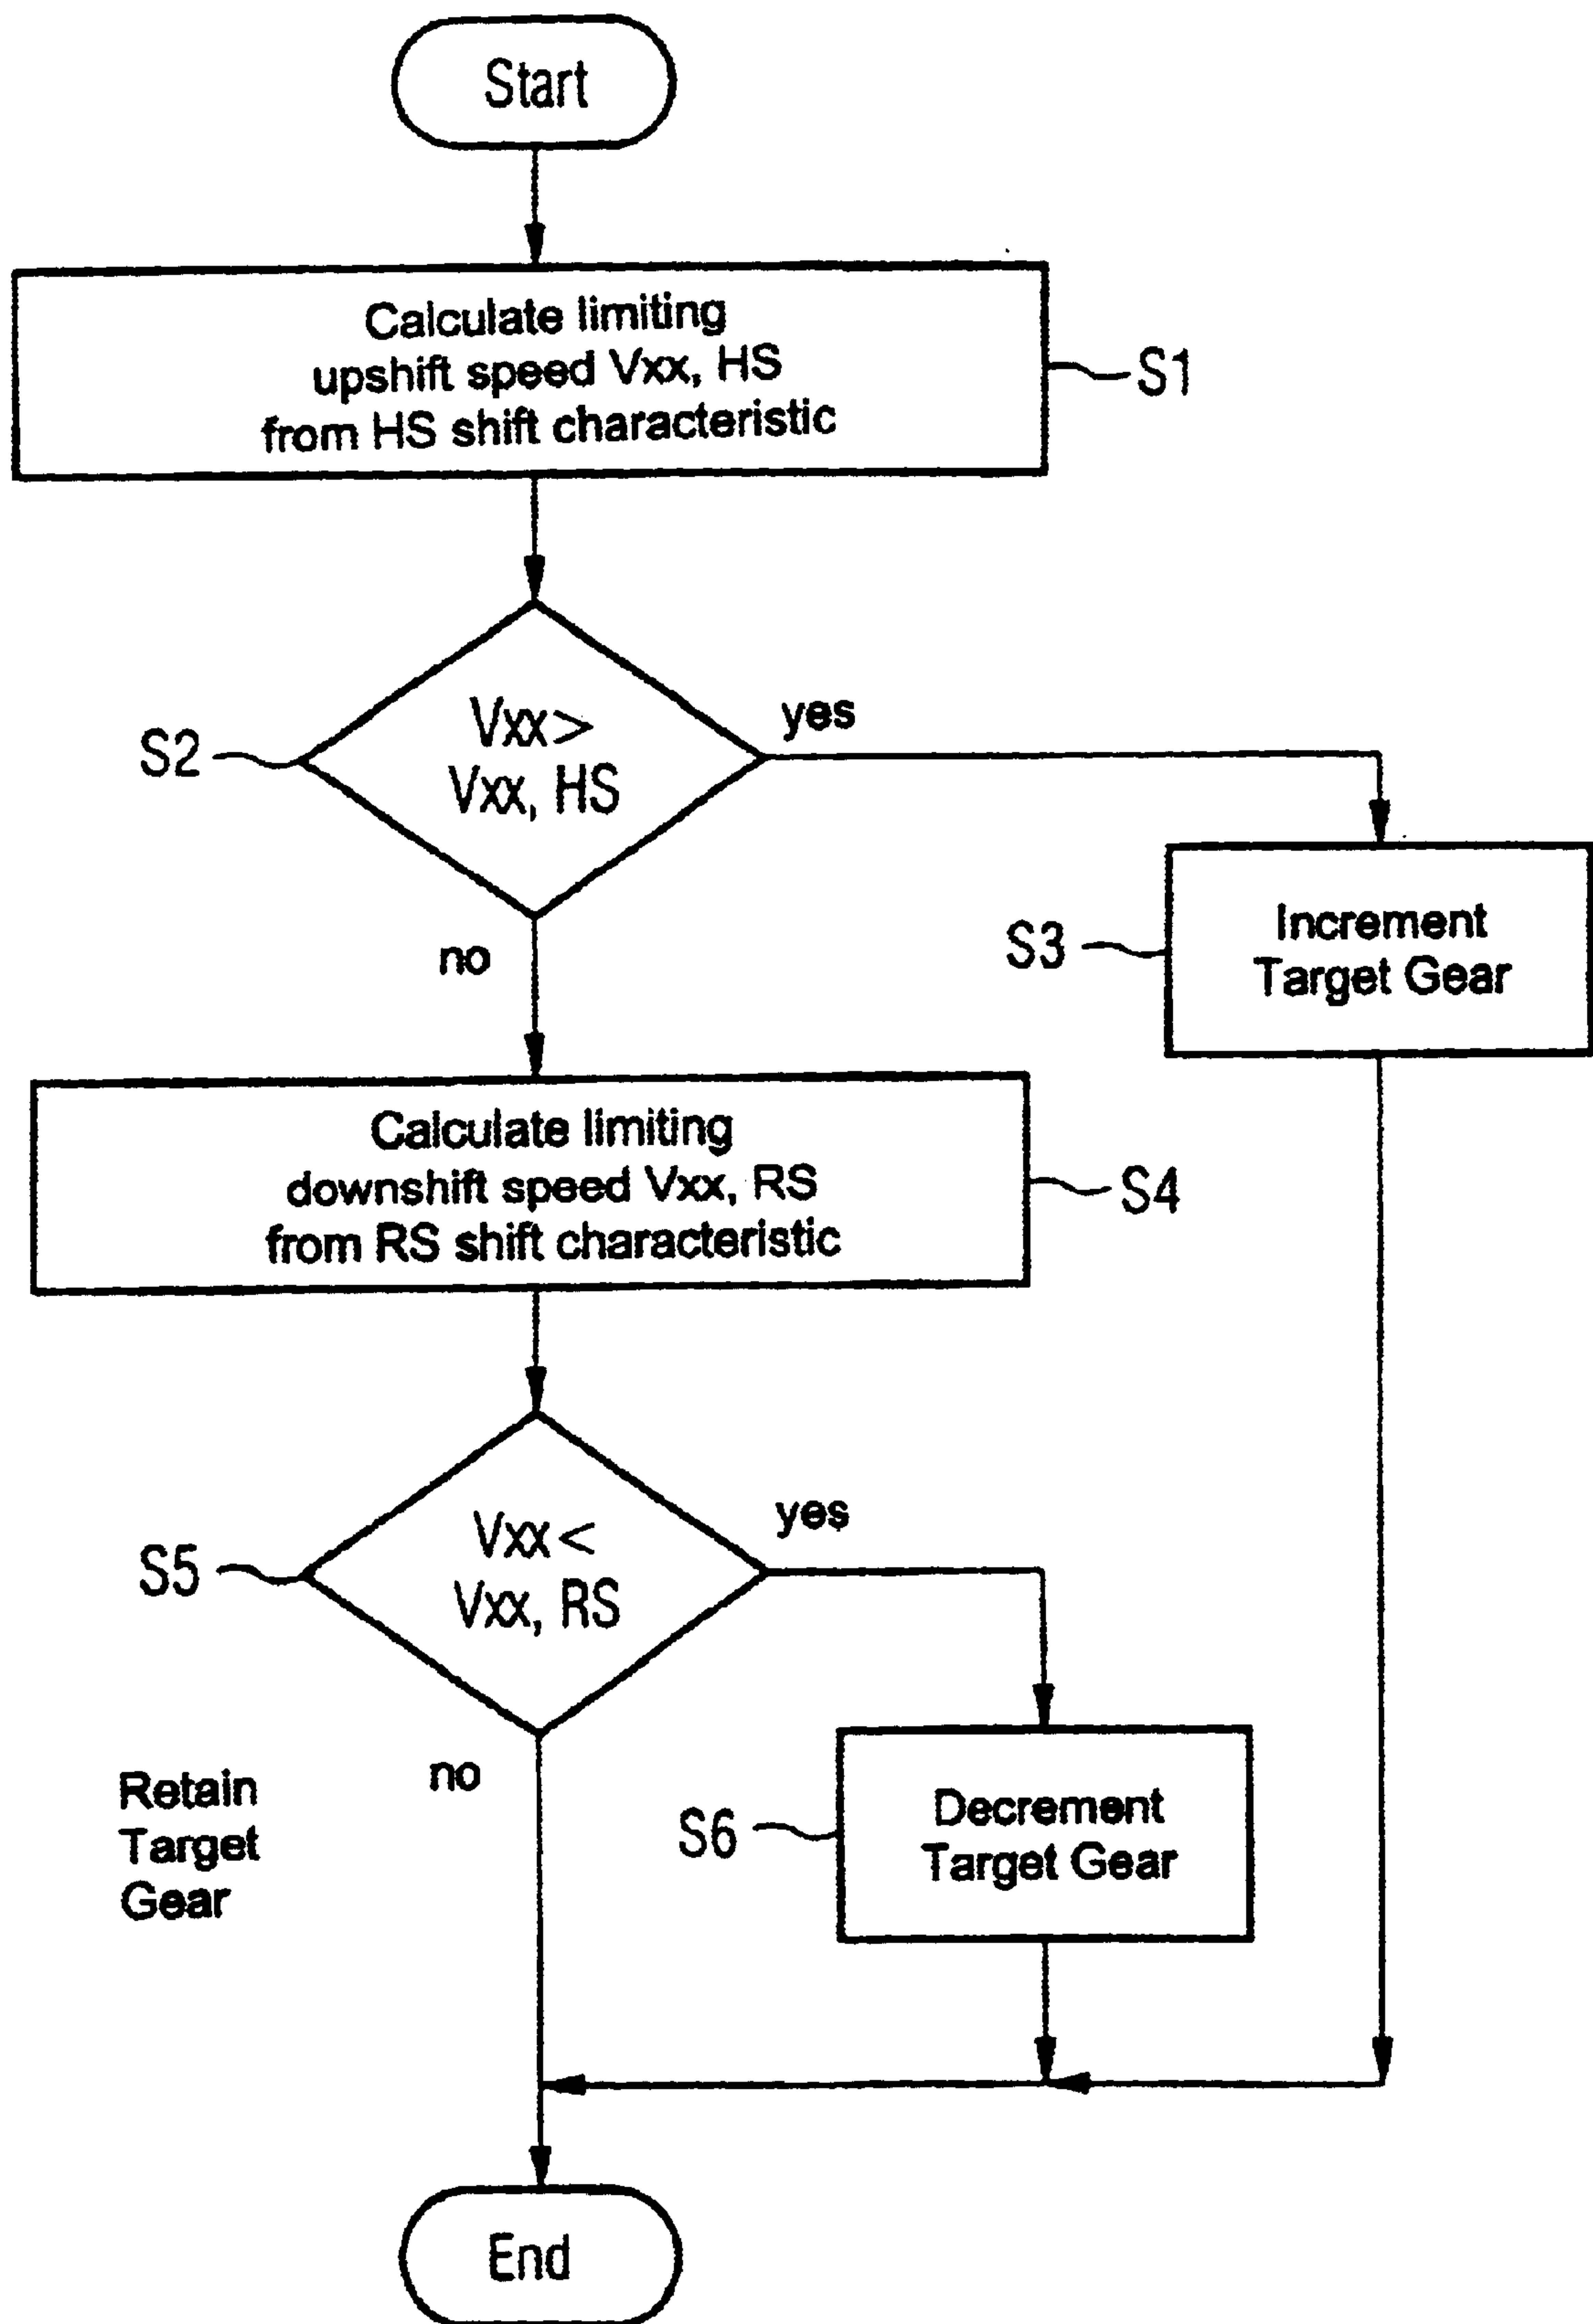 Start
Calculate limiting
upshift speed Vxx, HS
from HS shift characteristic
S1
Vxx>
Vxx, HS
S2
yes
no
Increment
Target Gear
S3
Calculate limiting
downshift speed Vxx, RS
from RS shift characteristic
S4
Vxx<
Vxx, RS
S5
yes
no
Retain
Target
Gear
Decrement
Target Gear
S6
End